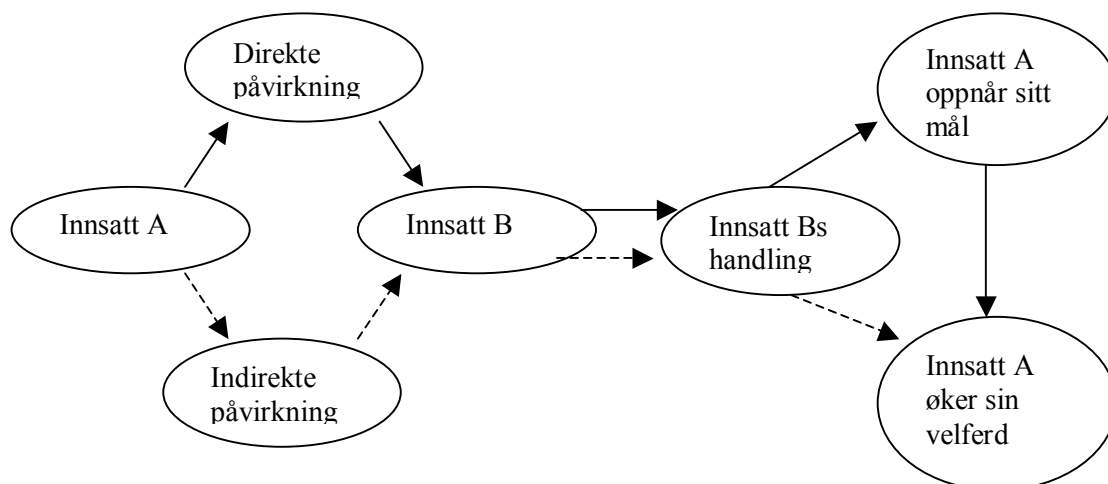 Direkte
påvirkning
Innsatt A
oppnår sitt
mål
Innsatt A
Innsatt B
Innsatt Bs
handling
Indirekte
påvirkning
Innsatt A
øker sin
velferd